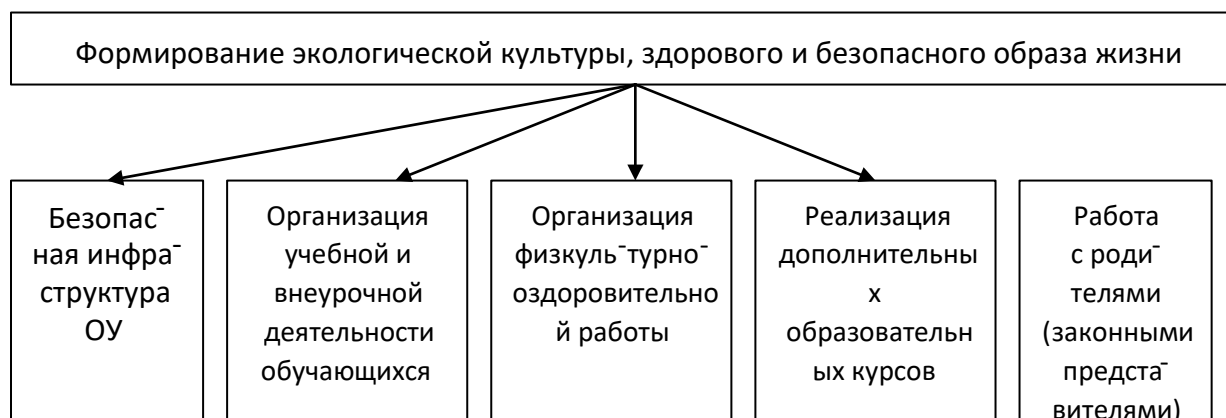 Формирование экологической культуры, здорового и безопасного образа жизни
Безопас‾
ная инфра‾
структура
ОУ
Организация
учебной и
внеурочной
деятельности
обучающихся
Организация
физкуль‾турно‾
оздоровительно
й работы
Реализация
дополнительны
х
образовательн
ых курсов
Работа
с роди‾
телями
(законными
предста‾
вителями)